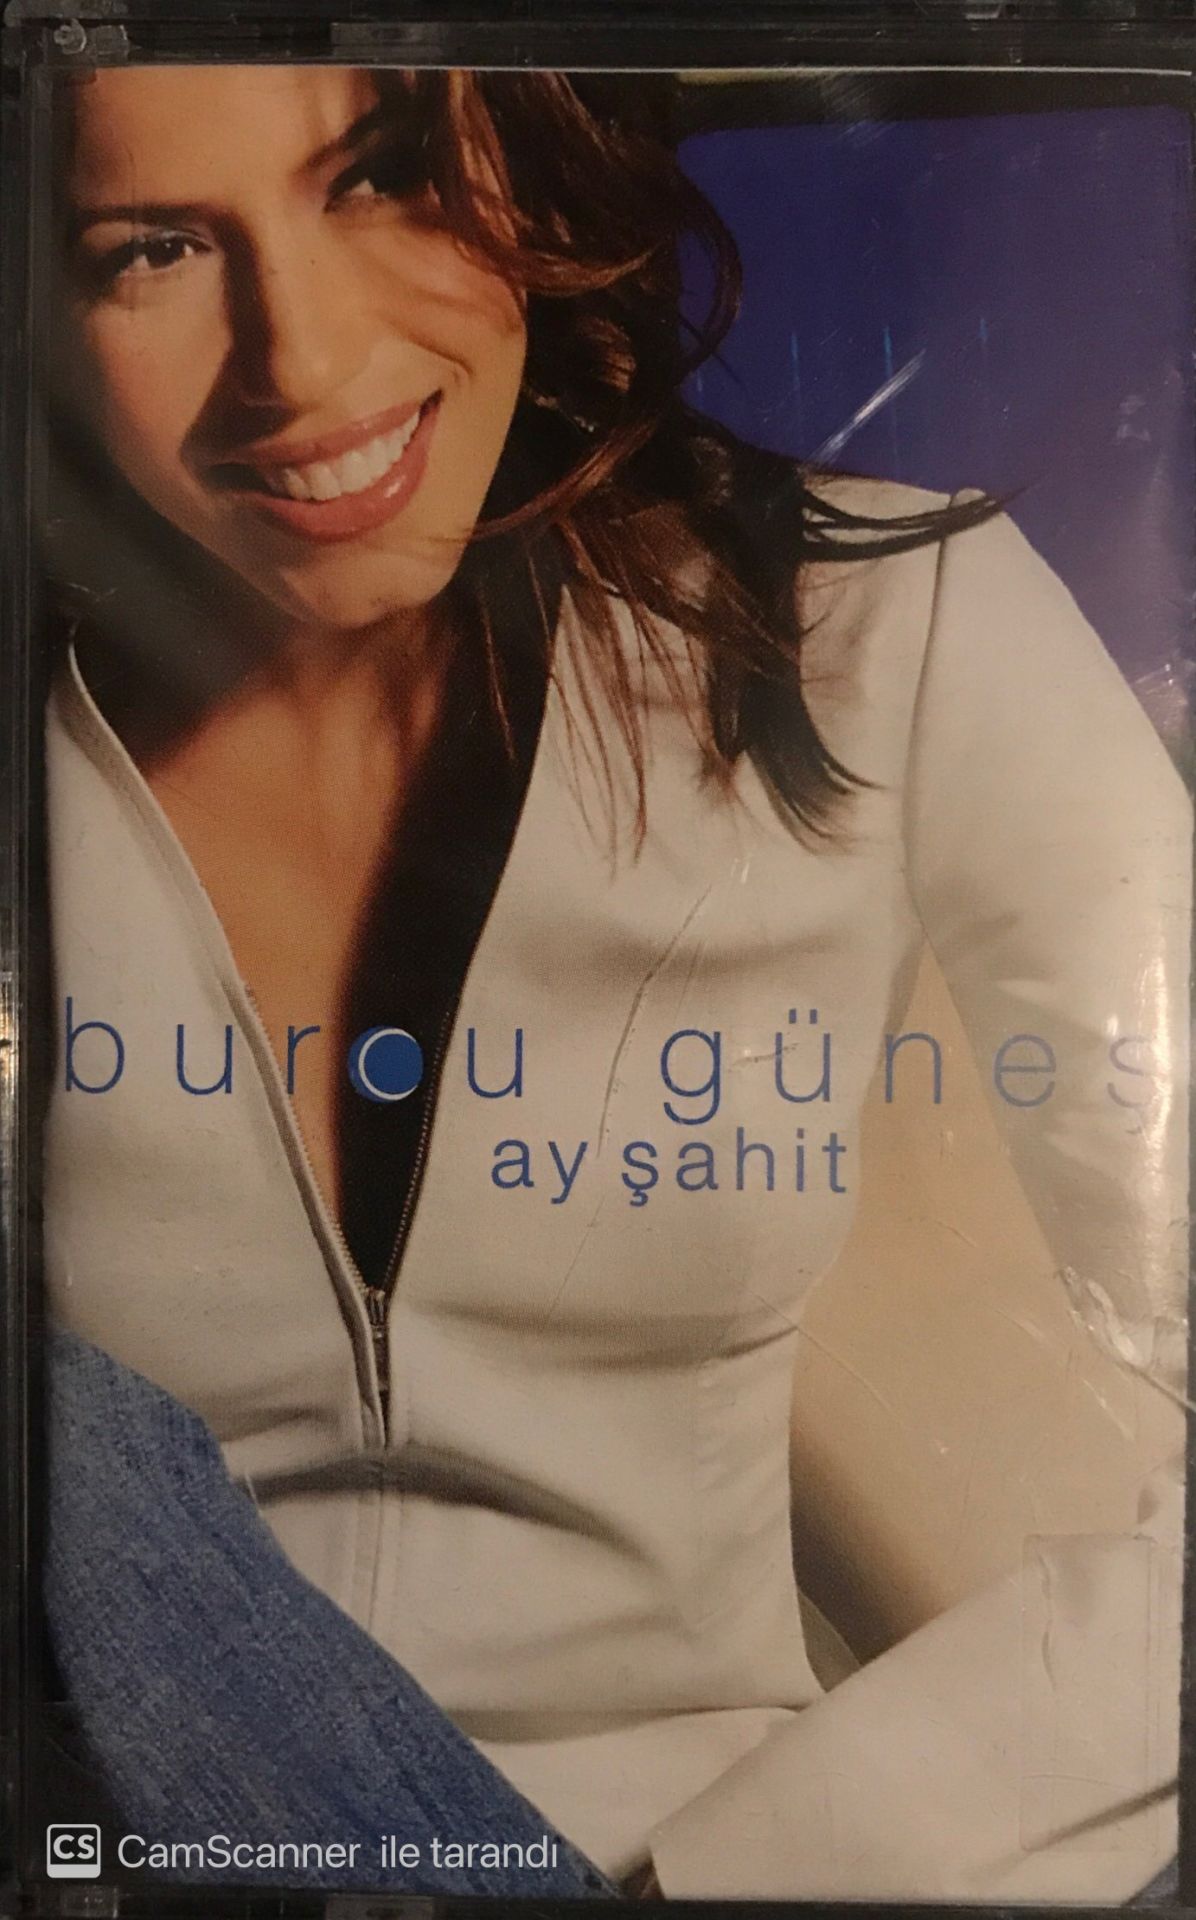 burcu güneş
ay şahit
CS CamScanner ile tarandı